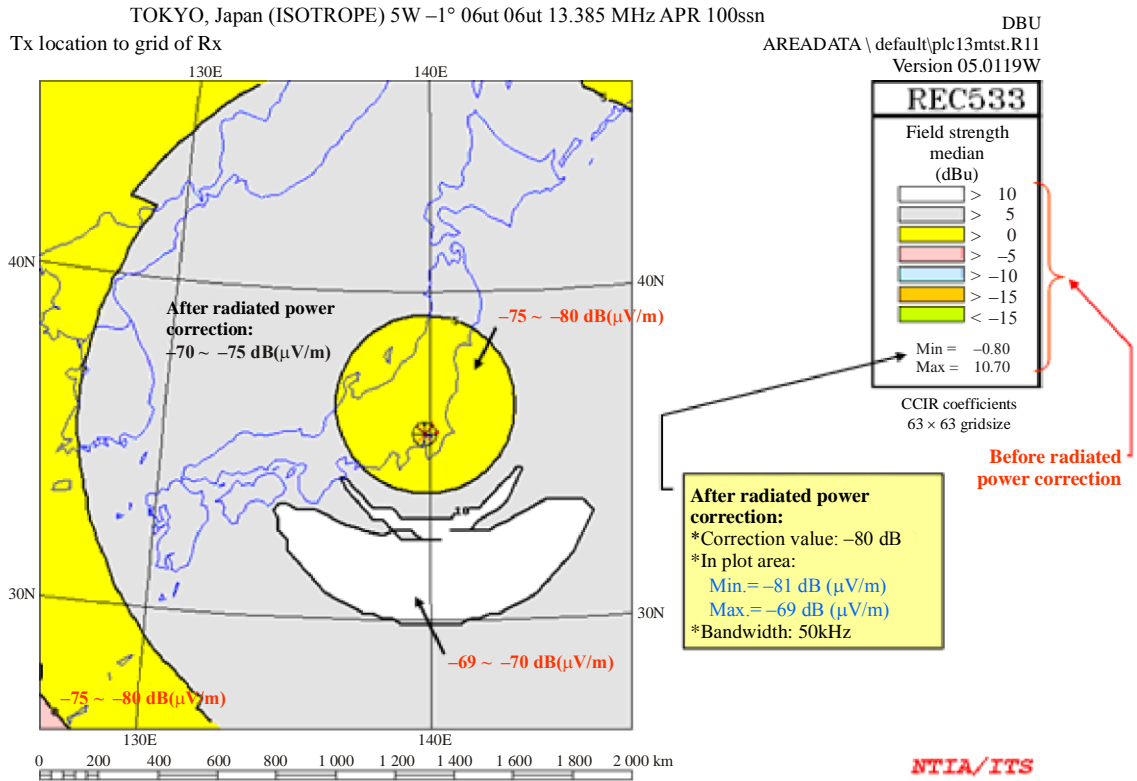 TOKYO, Japan (ISOTROPE) 5W –1° 06ut 06ut 13.385 MHz APR 100ssn
DBU
Tx location to grid of Rx
AREADATA \ default\plc13mtst.R11
Version 05.0119W
130E
140E
REC533
Field strength
median
(dBu)
> 10
> 5
> 0
> –5
> –10
> –15
< –15
Min = –0.80
Max = 10.70
CCIR coefficients
63 × 63 gridsize
Before radiated
power correction
40N
40N
After radiated power
correction:
–70 ~ –75 dB(µV/m)
–75 ~ –80 dB(µV/m)
10
30N
30N
–69 ~ –70 dB(µV/m)
–75 ~ –80 dB(µV/m)
After radiated power
correction:
*Correction value: –80 dB
*In plot area:
Min.= –81 dB (µV/m)
Max.= –69 dB (µV/m)
*Bandwidth: 50kHz
130E
140E
0 200 400 600 800 1 000 1 200 1 400 1 600 1 800 2 000 km
NTIA/ITS